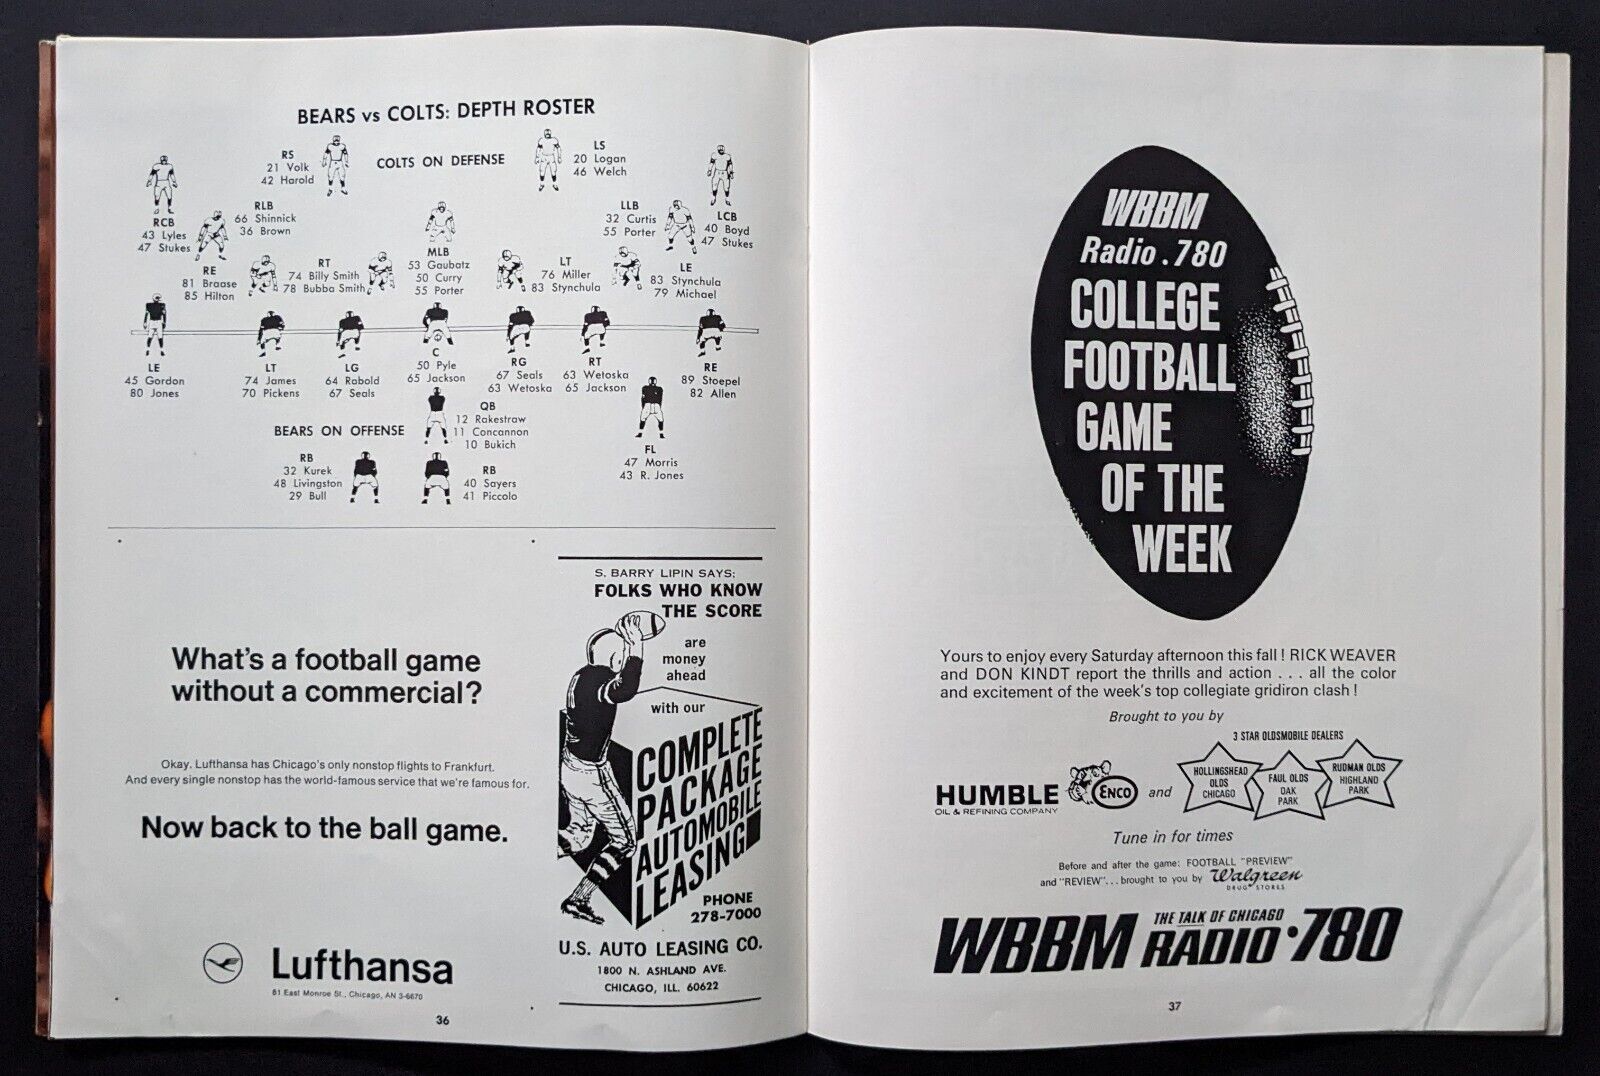 BEARS vs COLTS: DEPTH ROSTER
COLTS ON DEFENSE
RS
21 Volk
42 Harold
LS
20 Logan
46 Welch
RCB
43 Lyles
47 Stukes
RLB
66 Shinnick
36 Brown
MLB
53 Gaubatz
50 Curry
55 Porter
LLB
32 Curtis
55 Porter
LCB
40 Boyd
47 Stukes
RE
81 Braase
85 Hilton
RT
74 Billy Smith
78 Bubba Smith
LT
76 Miller
83 Stynchula
LE
83 Stynchula
79 Michael
LE
45 Gordon
80 Jones
LT
74 James
70 Pickens
LG
64 Rabold
67 Seals
C
50 Pyle
65 Jackson
RG
67 Seals
63 Wetoska
RT
63 Wetoska
65 Jackson
RE
89 Stoepel
82 Allen
BEARS ON OFFENSE
QB
12 Rakestraw
11 Concannon
10 Bukich
FL
47 Morris
43 R. Jones
RB
32 Kurek
48 Livingston
29 Bull
RB
40 Sayers
41 Piccolo
What's a football game
without a commercial?
Okay. Lufthansa has Chicago's only nonstop flights to Frankfurt.
And every single nonstop has the world-famous service that we're famous for.
Now back to the ball game.
Lufthansa
61 East Monroe St., Chicago, AN 3-6670
S. BARRY LIPIN SAYS:
FOLKS WHO KNOW
THE SCORE
are
money
ahead
with our
COMPLETE
PACKAGE
AUTOMOBILE
LEASING
PHONE
278-7000
U.S. AUTO LEASING CO.
1800 N. ASHLAND AVE.
CHICAGO, ILL. 60622
36
WBBM
Radio.780
COLLEGE
FOOTBALL
GAME
OF THE
WEEK
Yours to enjoy every Saturday afternoon this fall! RICK WEAVER
and DON KINDT report the thrills and action . . . all the color
and excitement of the week's top collegiate gridiron clash!
Brought to you by
3 STAR OLDSMOBILE DEALERS
HUMBLE
OIL & REFINING COMPANY
ENCO
and
HOLLINGSHEAD
OLDS
CHICAGO
FAUL OLDS
OAK
PARK
RUDMAN OLDS
HIGHLAND
PARK
Tune in for times
Before and after the game: FOOTBALL "PREVIEW"
and "REVIEW"... brought to you by Walgreen
DRUG STORES
WBBM THE TALK OF CHICAGO
RADIO·780
37